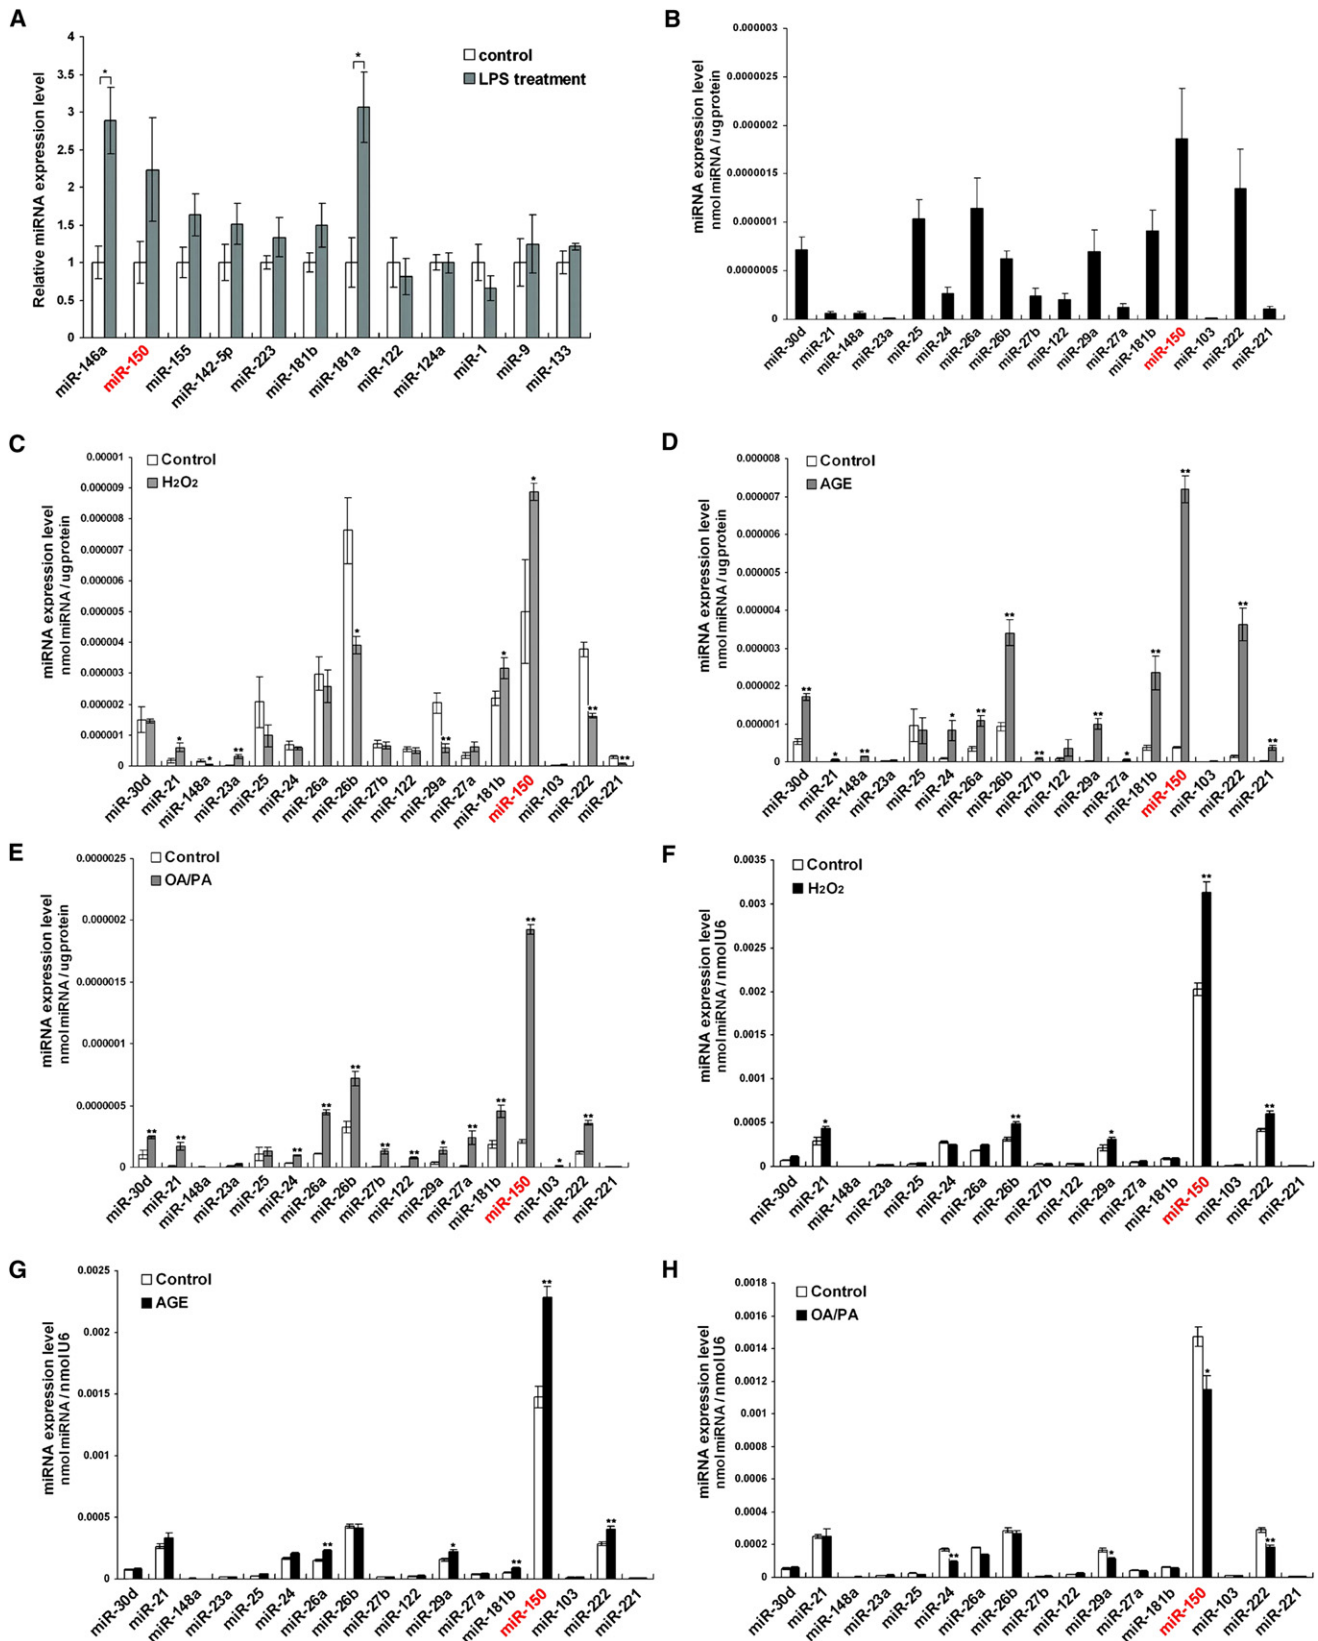 A
Relative miRNA expression level
4
3.5
3
2.5
2
1.5
1
0.5
0
control
LPS treatment
*
*
miR-146a
miR-150
miR-155
miR-142-5p
miR-223
miR-181b
miR-181a
miR-122
miR-124a
miR-1
miR-9
miR-133
B
miRNA expression level
nmol miRNA / ugprotein
0.000003
0.0000025
0.000002
0.0000015
0.000001
0.0000005
0
miR-30d
miR-21
miR-148a
miR-23a
miR-25
miR-24
miR-26a
miR-26b
miR-27b
miR-122
miR-29a
miR-27a
miR-181b
miR-150
miR-103
miR-222
miR-221
C
miRNA expression level
nmol miRNA / ugprotein
0.00001
0.000009
0.000008
0.000007
0.000006
0.000005
0.000004
0.000003
0.000002
0.000001
0
Control
H2O2
*
*
**
*
**
*
*
**
**
miR-30d
miR-21
miR-148a
miR-23a
miR-25
miR-24
miR-26a
miR-26b
miR-27b
miR-122
miR-29a
miR-27a
miR-181b
miR-150
miR-103
miR-222
miR-221
D
miRNA expression level
nmol miRNA / ugprotein
0.000008
0.000007
0.000006
0.000005
0.000004
0.000003
0.000002
0.000001
0
Control
AGE
**
*
**
*
**
**
**
**
*
**
**
**
**
miR-30d
miR-21
miR-148a
miR-23a
miR-25
miR-24
miR-26a
miR-26b
miR-27b
miR-122
miR-29a
miR-27a
miR-181b
miR-150
miR-103
miR-222
miR-221
E
miRNA expression level
nmol miRNA / ugprotein
0.0000025
0.000002
0.0000015
0.000001
0.0000005
0
Control
OA/PA
**
**
**
**
**
**
**
*
**
**
**
*
**
miR-30d
miR-21
miR-148a
miR-23a
miR-25
miR-24
miR-26a
miR-26b
miR-27b
miR-122
miR-29a
miR-27a
miR-181b
miR-150
miR-103
miR-222
miR-221
F
miRNA expression level
nmol miRNA / nmol U6
0.0035
0.003
0.0025
0.002
0.0015
0.001
0.0005
0
Control
H2O2
*
**
*
**
**
miR-30d
miR-21
miR-148a
miR-23a
miR-25
miR-24
miR-26a
miR-26b
miR-27b
miR-122
miR-29a
miR-27a
miR-181b
miR-150
miR-103
miR-222
miR-221
G
miRNA expression level
nmol miRNA / nmol U6
0.0025
0.002
0.0015
0.001
0.0005
0
Control
AGE
**
*
**
**
**
miR-30d
miR-21
miR-148a
miR-23a
miR-25
miR-24
miR-26a
miR-26b
miR-27b
miR-122
miR-29a
miR-27a
miR-181b
miR-150
miR-103
miR-222
miR-221
H
miRNA expression level
nmol miRNA / nmol U6
0.0018
0.0016
0.0014
0.0012
0.001
0.0008
0.0006
0.0004
0.0002
0
Control
OA/PA
**
*
*
**
miR-30d
miR-21
miR-148a
miR-23a
miR-25
miR-24
miR-26a
miR-26b
miR-27b
miR-122
miR-29a
miR-27a
miR-181b
miR-150
miR-103
miR-222
miR-221